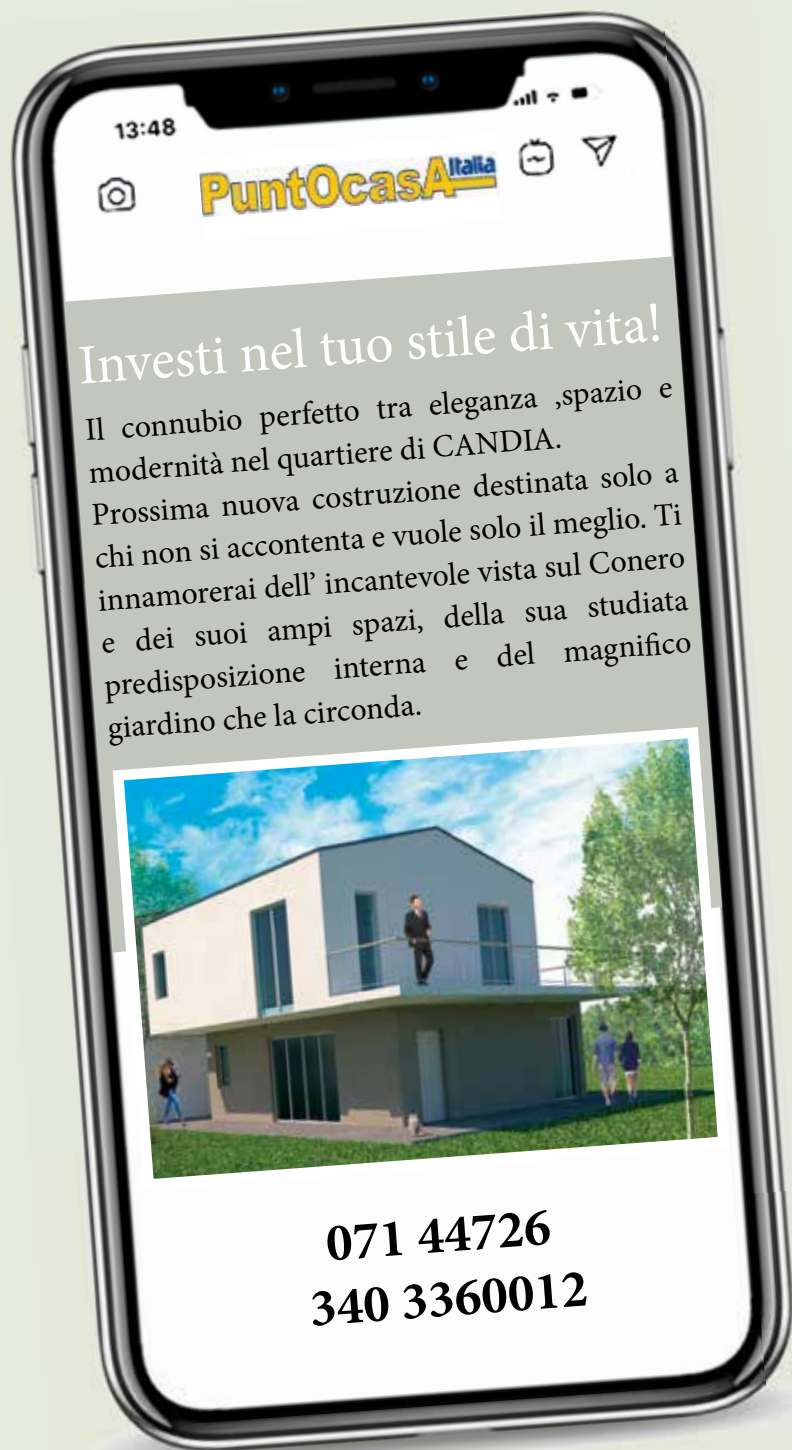 13:48
PuntOcasA Italia
Investi nel tuo stile di vita!
Il connubio perfetto tra eleganza ,spazio e
modernità nel quartiere di CANDIA.
Prossima nuova costruzione destinata solo a
chi non si accontenta e vuole solo il meglio. Ti
innamorerai dell' incantevole vista sul Conero
e dei suoi ampi spazi, della sua studiata
predisposizione interna e del magnifico
giardino che la circonda.
071 44726
340 3360012